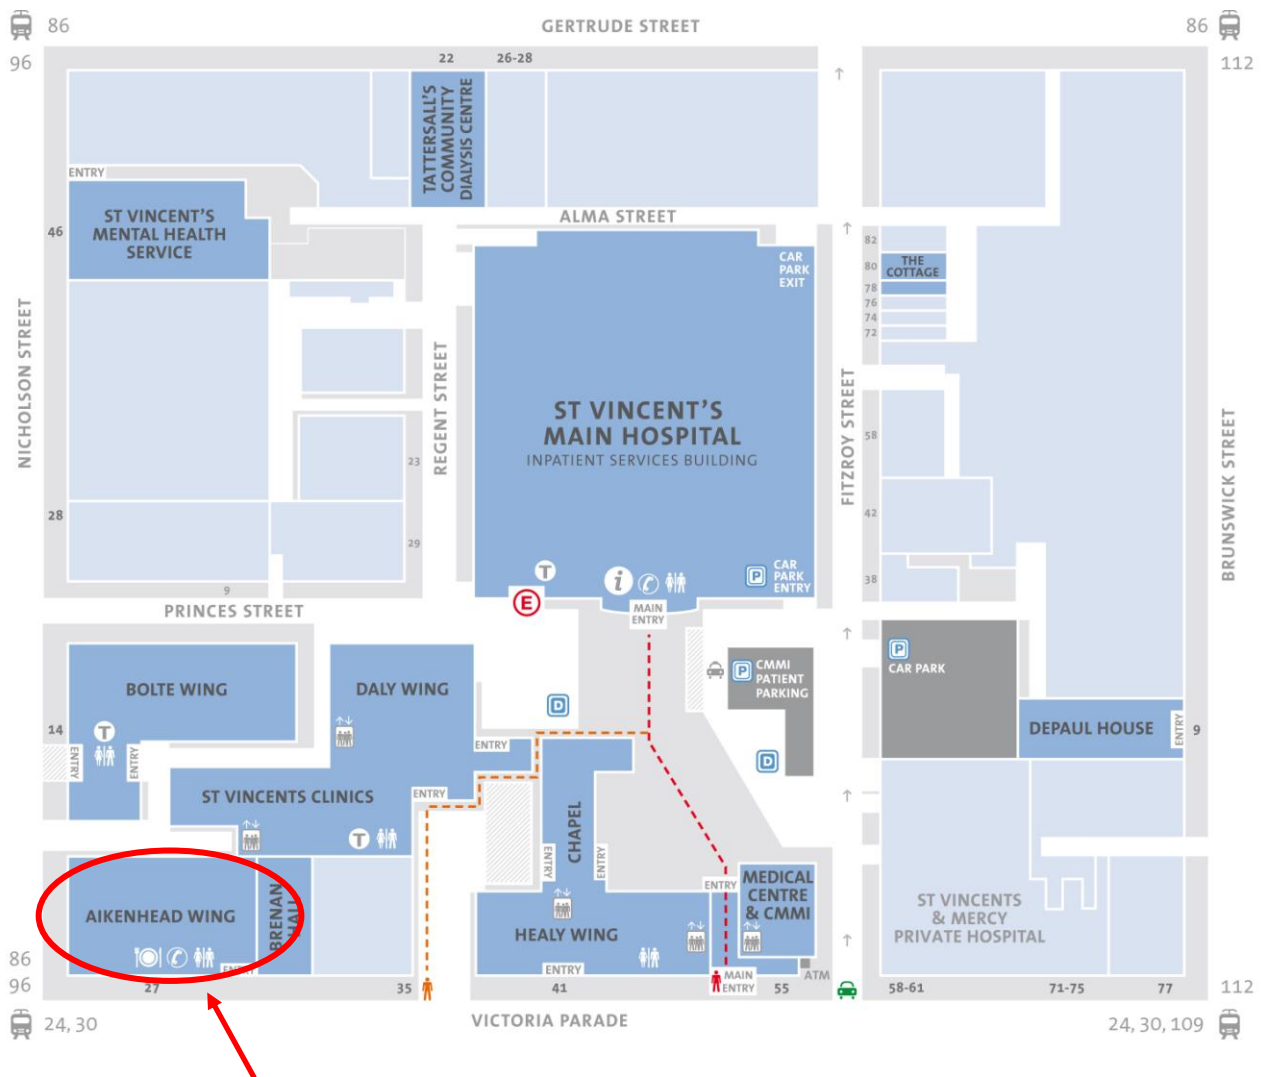 86
GERTRUDE STREET
86
96
22
26-28
112
TATTERSALL'S
COMMUNITY
DIALYSIS CENTRE
ENTRY
ST VINCENT'S
MENTAL HEALTH
SERVICE
46
ALMA STREET
CAR
PARK
EXIT
82
80
THE
COTTAGE
78
76
74
72
NICHOLSON STREET
REGENT STREET
FITZROY STREET
BRUNSWICK STREET
ST VINCENT'S
MAIN HOSPITAL
INPATIENT SERVICES BUILDING
58
23
28
42
29
38
9
PRINCES STREET
T
E
i
MAIN
ENTRY
P
CAR
PARK
ENTRY
BOLTE WING
DALY WING
14
T
ENTRY
ENTRY
D
ENTRY
P
CMMI
PATIENT
PARKING
D
P
CAR PARK
DEPAUL HOUSE
ENTRY
9
ST VINCENTS CLINICS
ENTRY
T
CHAPEL
ENTRY
ENTRY
AIKENHEAD WING
BRENAN
HALL
ENTRY
HEALY WING
ENTRY
ENTRY
MEDICAL
CENTRE
& CMMI
MAIN
ENTRY
ATM
ST VINCENTS
& MERCY
PRIVATE HOSPITAL
86
96
27
35
41
55
58-61
71-75
77
112
24, 30
VICTORIA PARADE
24, 30, 109